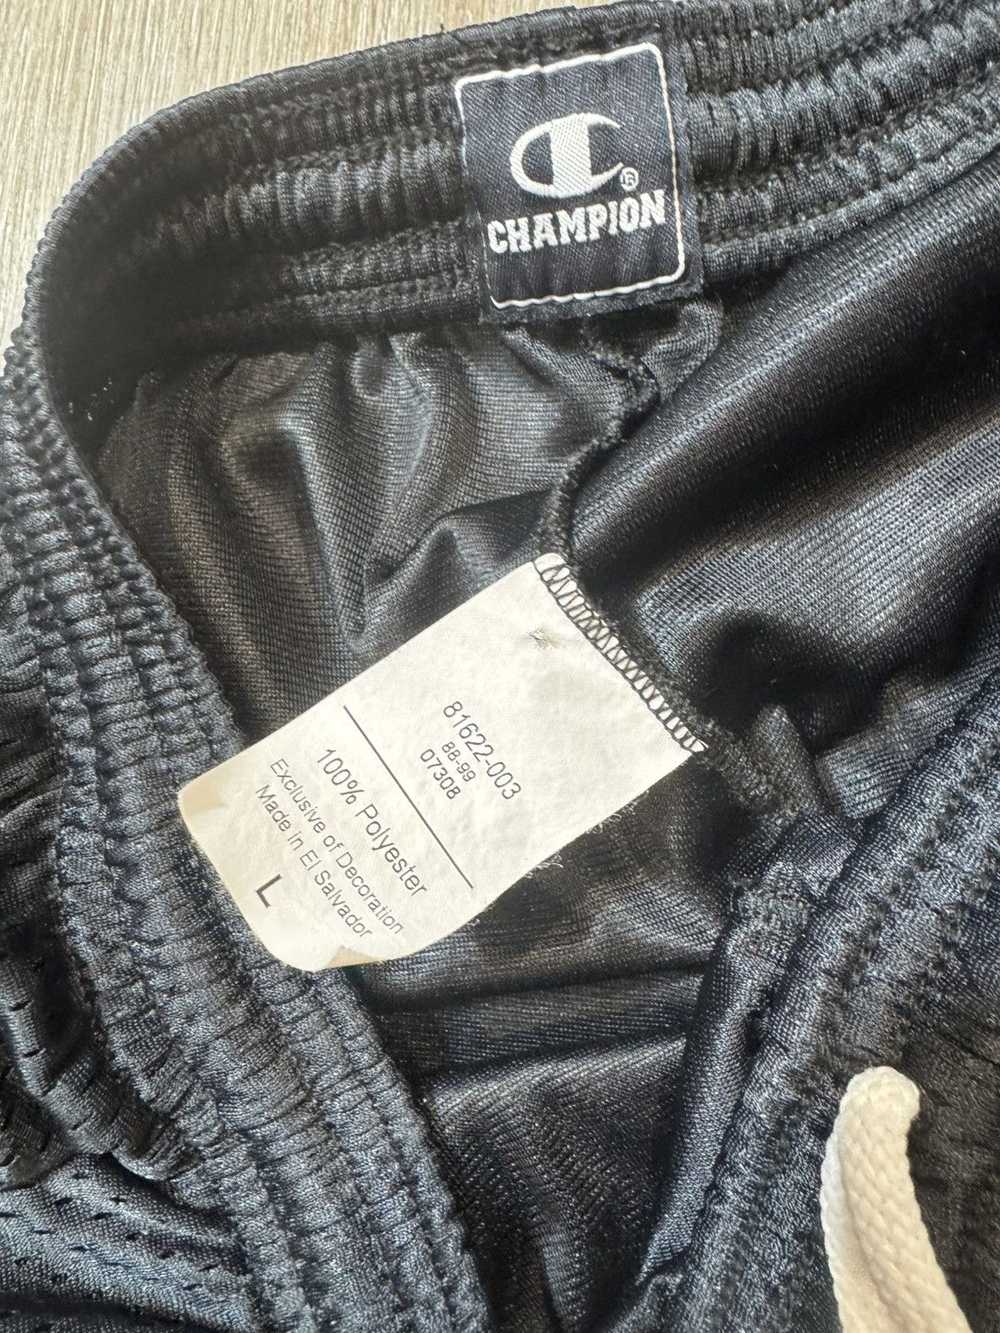 C®
CHAMPION
81622-003
88-99
07308
100% Polyester
Exclusive of Decoration
Made in El Salvador
L